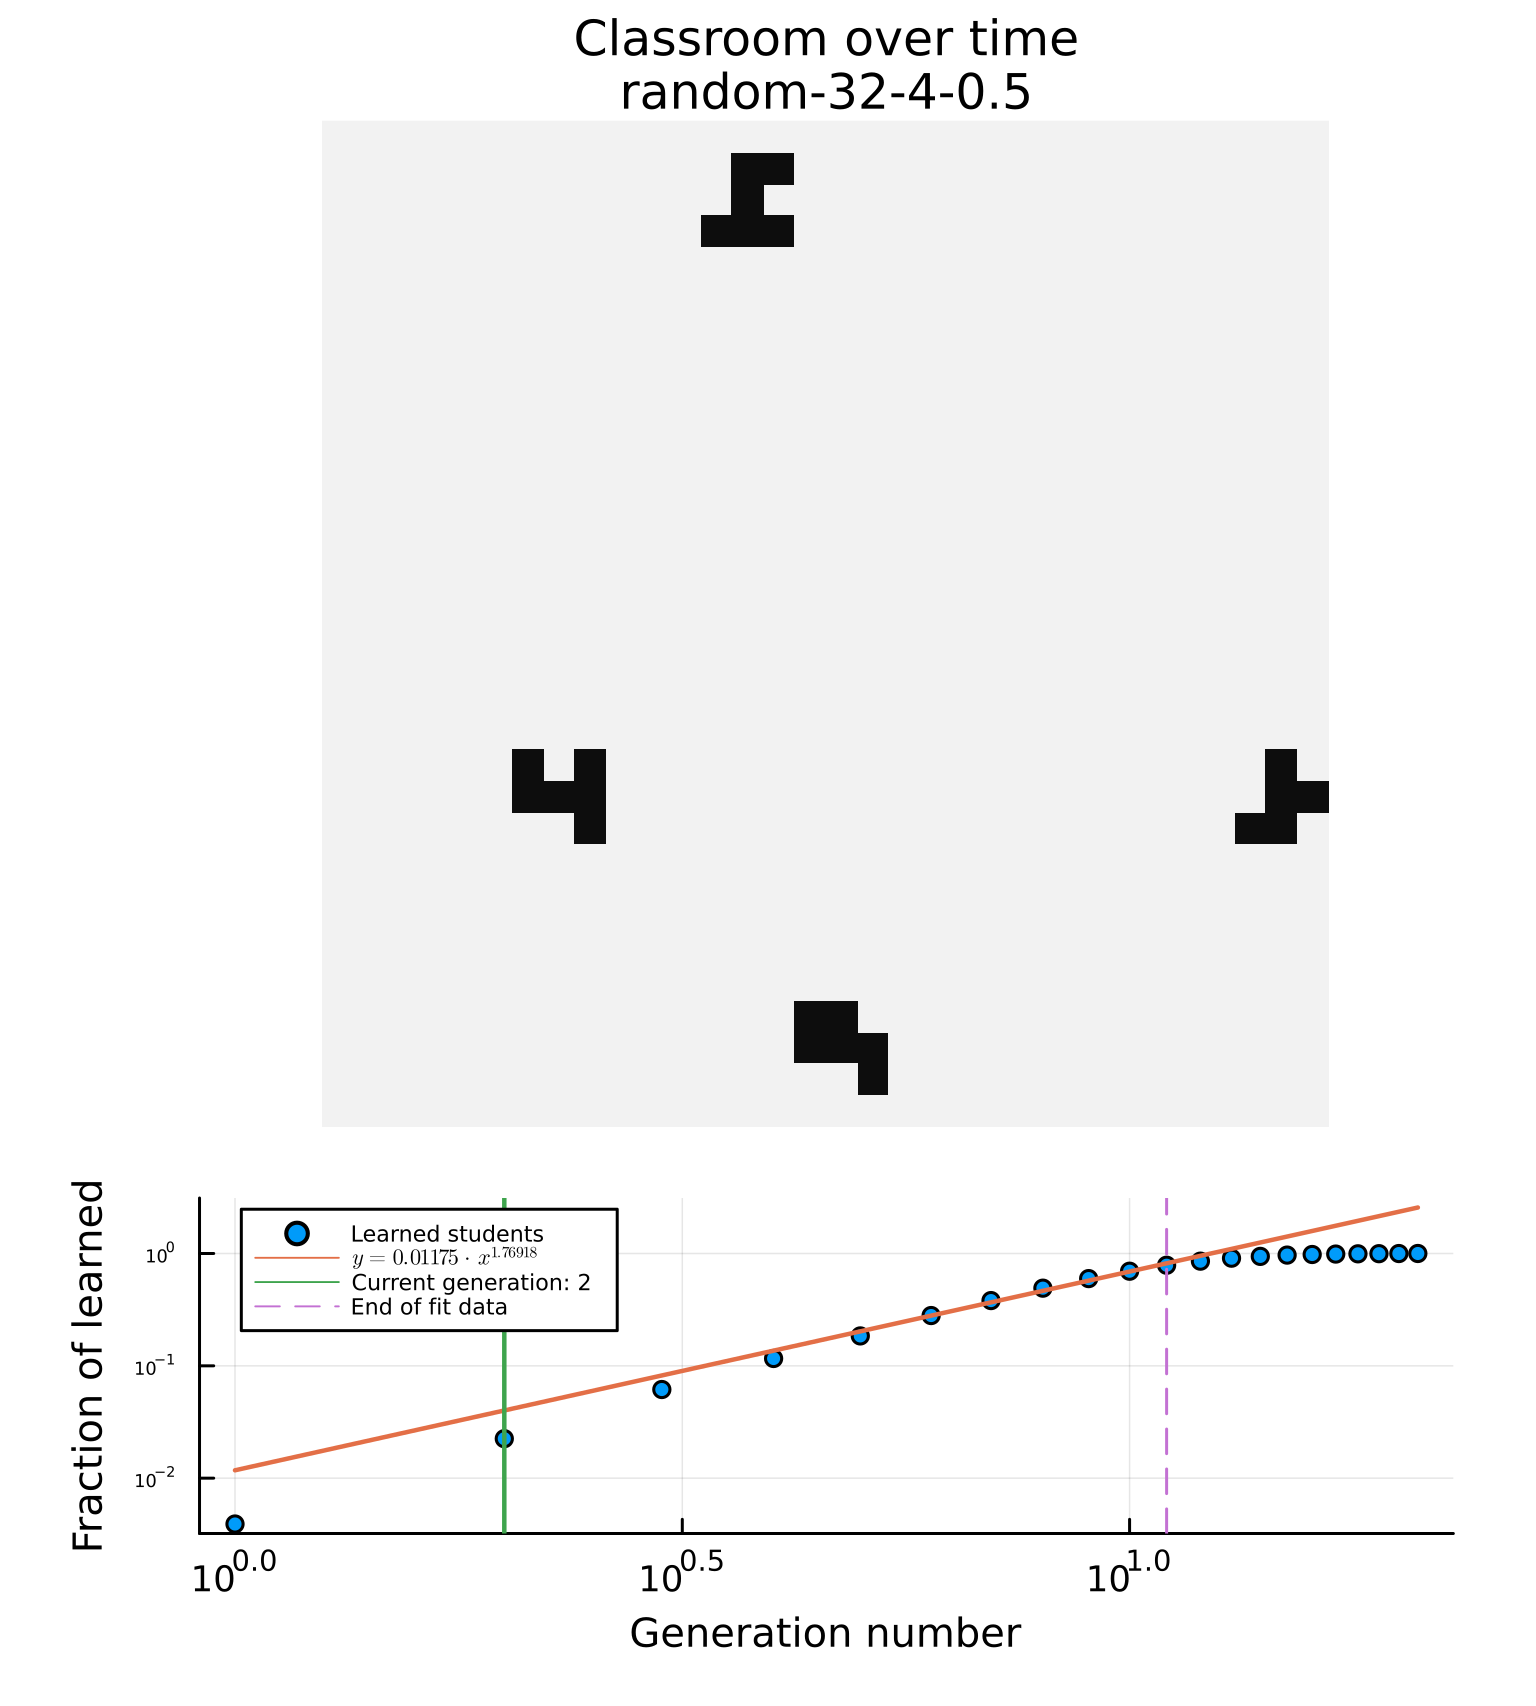 Classroom over time
random-32-4-0.5
Fraction of learned
10⁰
10⁻¹
10⁻²
Learned students
y = 0.01175 · x^1.76918
Current generation: 2
End of fit data
10^0.0
10^0.5
10^1.0
Generation number